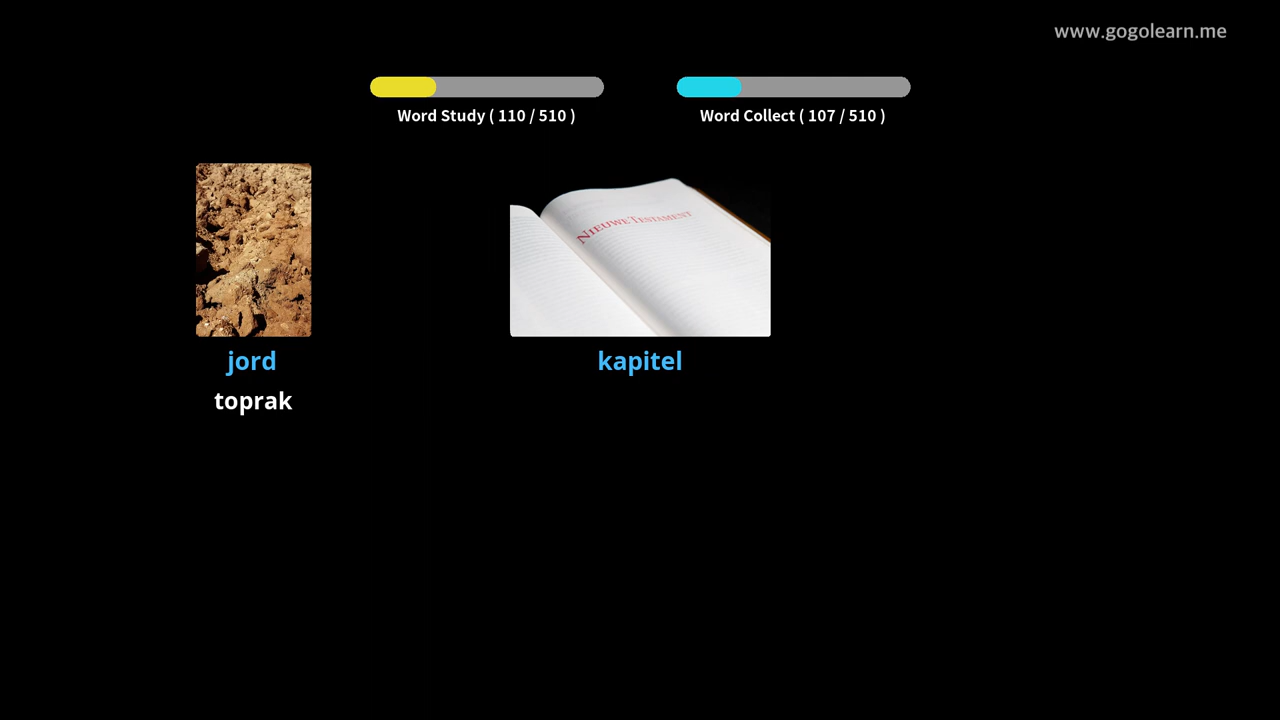 www.gogolearn.me
Word Study ( 110 / 510 )
Word Collect ( 107 / 510 )
NIEUWE TESTAMENT
jord
kapitel
toprak